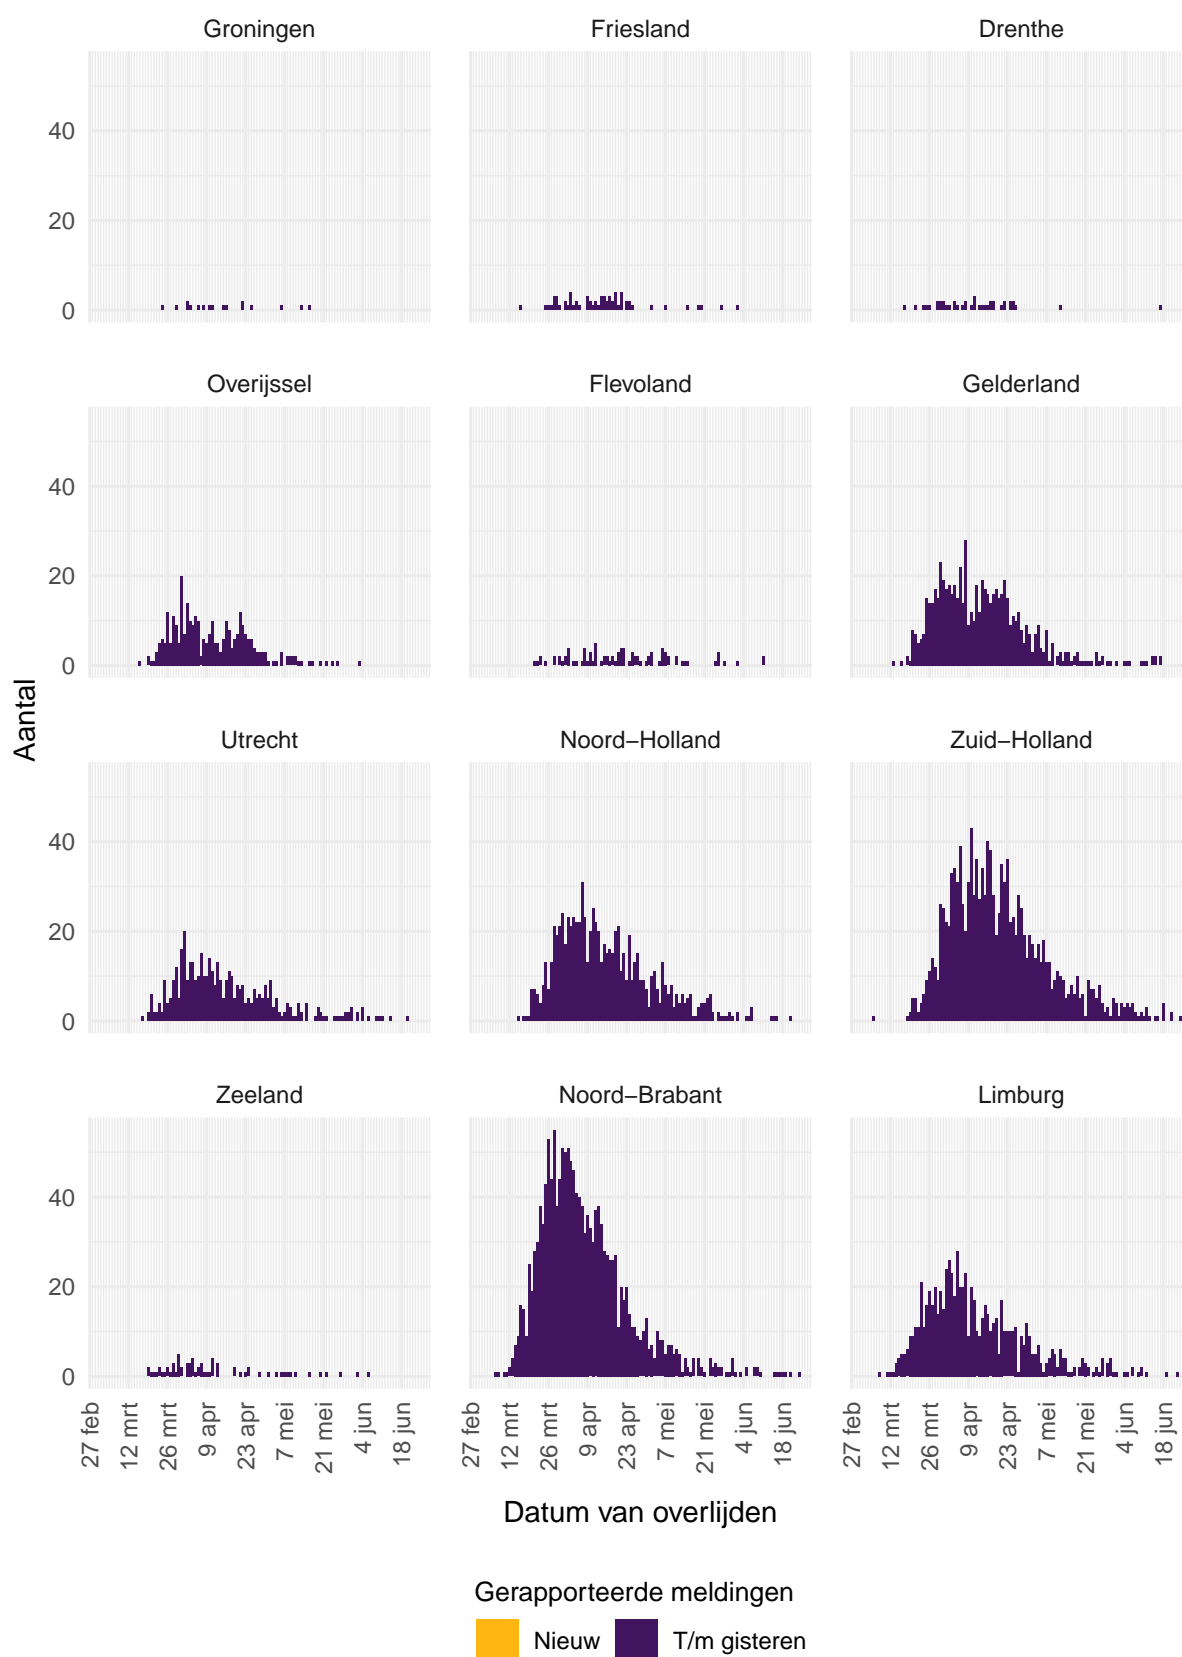 Groningen Friesland Drenthe
40
20
0
Overijssel Flevoland Gelderland
40
20
0
Aantal
Utrecht Noord−Holland Zuid−Holland
40
20
0
Zeeland Noord−Brabant Limburg
40
20
0
27 feb 12 mrt 26 mrt 9 apr 23 apr 7 mei 21 mei 4 jun 18 jun 27 feb 12 mrt 26 mrt 9 apr 23 apr 7 mei 21 mei 4 jun 18 jun 27 feb 12 mrt 26 mrt 9 apr 23 apr 7 mei 21 mei 4 jun 18 jun
Datum van overlijden
Gerapporteerde meldingen
Nieuw T/m gisteren